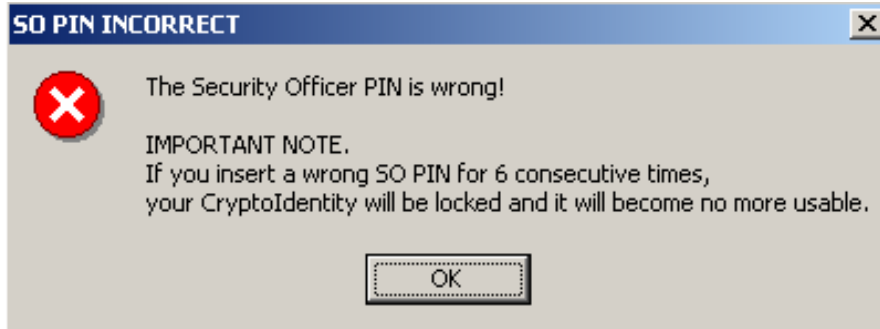 SO PIN INCORRECT
The Security Officer PIN is wrong!
IMPORTANT NOTE.
If you insert a wrong SO PIN for 6 consecutive times,
your CryptoIdentity will be locked and it will become no more usable.
OK